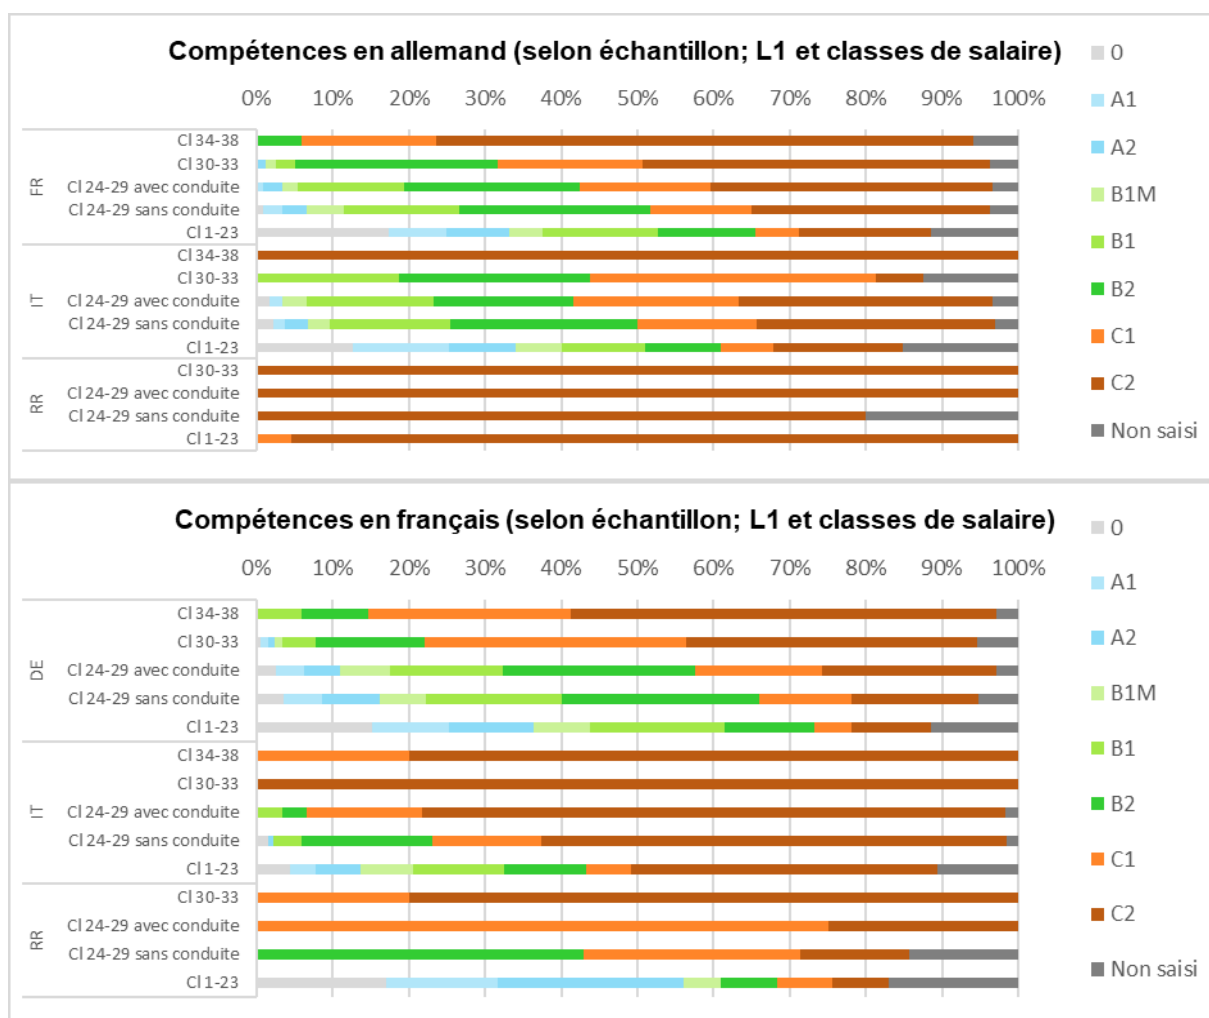 Compétences en allemand (selon échantillon; L1 et classes de salaire)
0% 10% 20% 30% 40% 50% 60% 70% 80% 90% 100%
FR
Cl 34-38
Cl 30-33
Cl 24-29 avec conduite
Cl 24-29 sans conduite
Cl 1-23
IT
Cl 34-38
Cl 30-33
Cl 24-29 avec conduite
Cl 24-29 sans conduite
Cl 1-23
RR
Cl 30-33
Cl 24-29 avec conduite
Cl 24-29 sans conduite
Cl 1-23
0
A1
A2
B1M
B1
B2
C1
C2
Non saisi
Compétences en français (selon échantillon; L1 et classes de salaire)
0% 10% 20% 30% 40% 50% 60% 70% 80% 90% 100%
DE
Cl 34-38
Cl 30-33
Cl 24-29 avec conduite
Cl 24-29 sans conduite
Cl 1-23
IT
Cl 34-38
Cl 30-33
Cl 24-29 avec conduite
Cl 24-29 sans conduite
Cl 1-23
RR
Cl 30-33
Cl 24-29 avec conduite
Cl 24-29 sans conduite
Cl 1-23
0
A1
A2
B1M
B1
B2
C1
C2
Non saisi